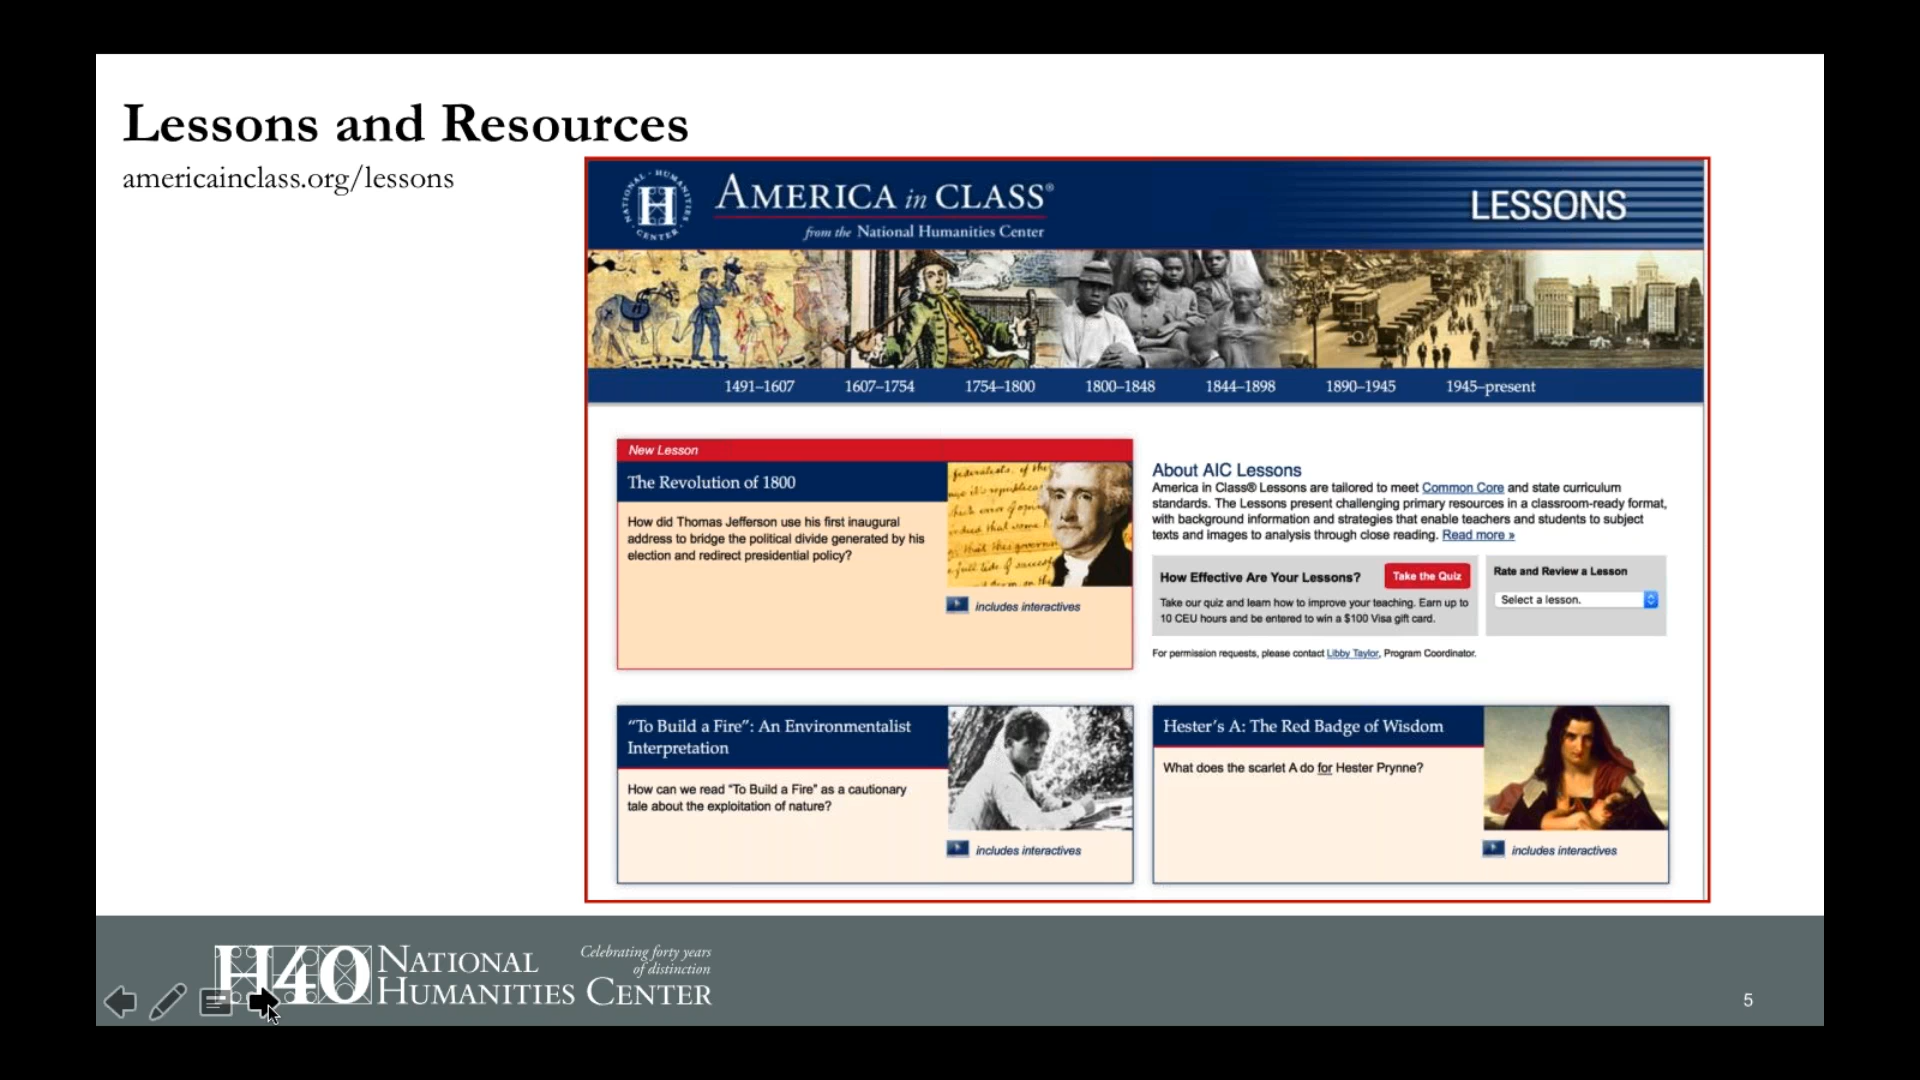 Lessons and Resources
americainclass.org/lessons
NATIONAL · HUMANITIES · CENTER ·
H
AMERICA in CLASS®
from the National Humanities Center
LESSONS
1491–1607 1607–1754 1754–1800 1800–1848 1844–1898 1890–1945 1945–present
New Lesson
The Revolution of 1800
How did Thomas Jefferson use his first inaugural
address to bridge the political divide generated by his
election and redirect presidential policy?
includes interactives
About AIC Lessons
America in Class® Lessons are tailored to meet Common Core and state curriculum
standards. The Lessons present challenging primary resources in a classroom-ready format,
with background information and strategies that enable teachers and students to subject
texts and images to analysis through close reading. Read more »
How Effective Are Your Lessons?
Take the Quiz
Take our quiz and learn how to improve your teaching. Earn up to
10 CEU hours and be entered to win a $100 Visa gift card.
Rate and Review a Lesson
Select a lesson.
For permission requests, please contact Libby Taylor, Program Coordinator.
“To Build a Fire”: An Environmentalist
Interpretation
How can we read “To Build a Fire” as a cautionary
tale about the exploitation of nature?
includes interactives
Hester’s A: The Red Badge of Wisdom
What does the scarlet A do for Hester Prynne?
includes interactives
H40
NATIONAL
HUMANITIES CENTER
Celebrating forty years
of distinction
5